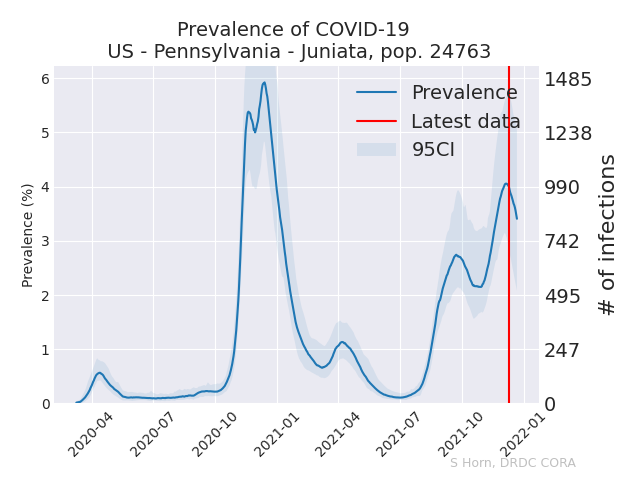 Prevalence of COVID-19
US - Pennsylvania - Juniata, pop. 24763
Prevalence
Latest data
95CI
Prevalence (%)
6
5
4
3
2
1
0
# of infections
1485
1238
990
742
495
247
0
2020-04
2020-07
2020-10
2021-01
2021-04
2021-07
2021-10
2022-01
S Horn, DRDC CORA